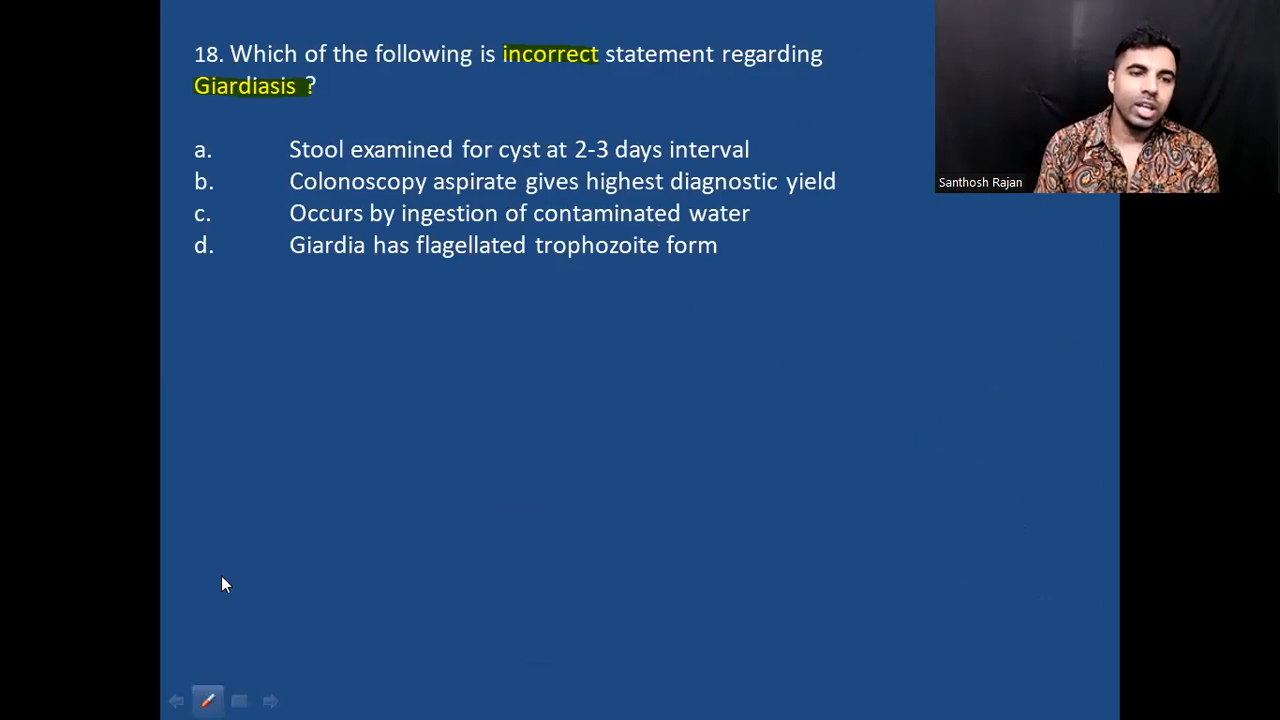 18. Which of the following is incorrect statement regarding
Giardiasis ?
a. Stool examined for cyst at 2-3 days interval
b. Colonoscopy aspirate gives highest diagnostic yield
c. Occurs by ingestion of contaminated water
d. Giardia has flagellated trophozoite form
Santhosh Rajan